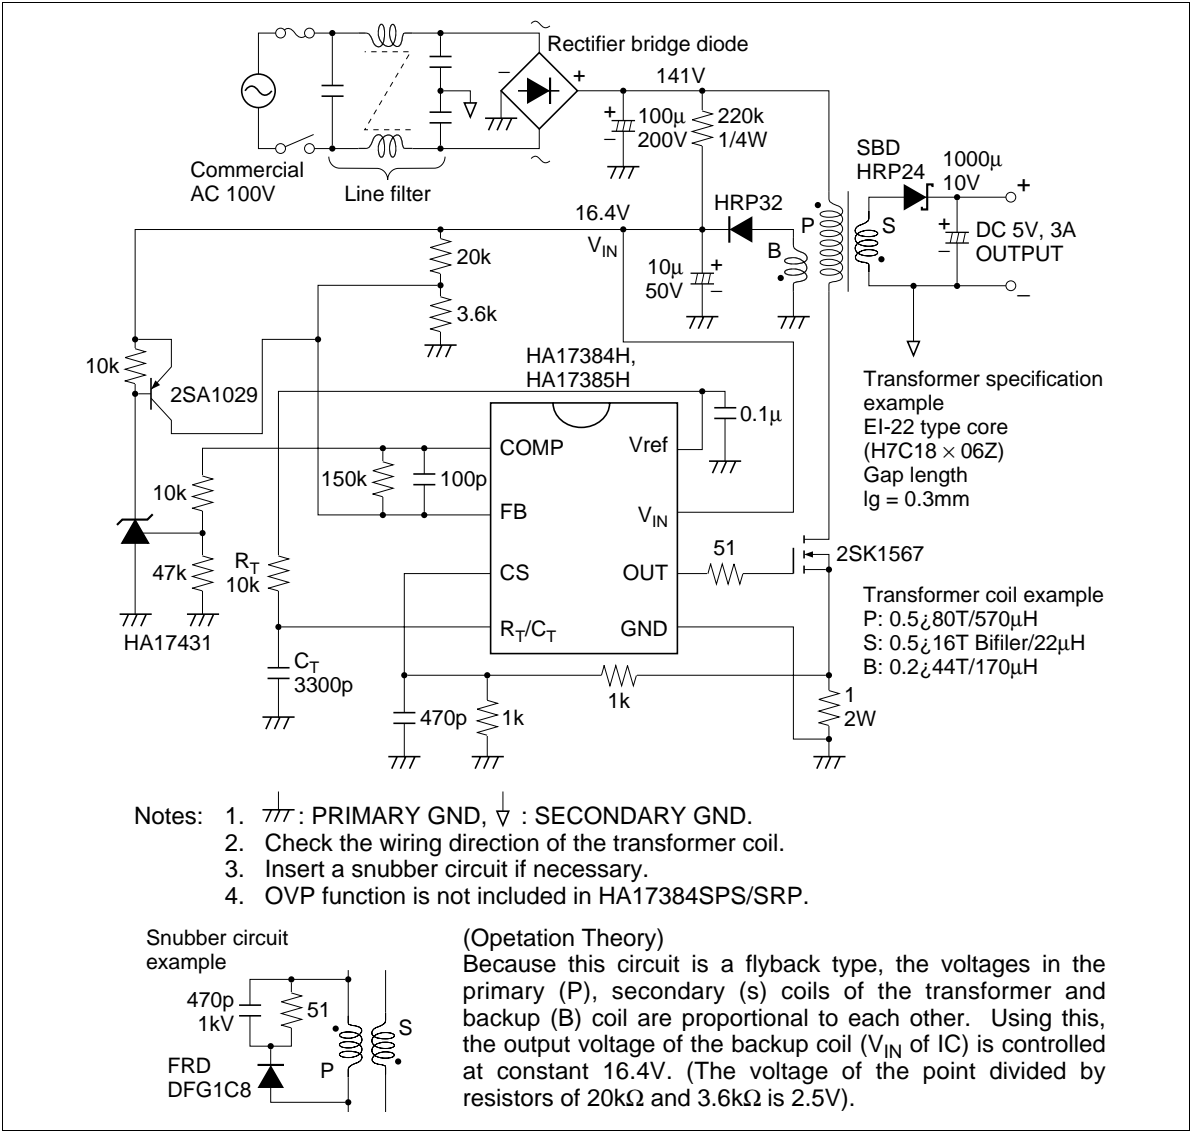 Rectifier bridge diode
141V
−
+
100µ
200V
+
−
220k
1/4W
Commercial
AC 100V
Line filter
SBD
HRP24
1000µ
10V
+
DC 5V, 3A
OUTPUT
+
−
−
HRP32
P
S
B
16.4V
VIN
10µ
50V
+
−
20k
3.6k
10k
2SA1029
HA17384H,
HA17385H
0.1µ
COMP
Vref
150k
100p
FB
VIN
10k
47k
RT
10k
CS
OUT
51
2SK1567
RT/CT
GND
HA17431
CT
3300p
470p
1k
1k
1
2W
Transformer specification
example
EI-22 type core
(H7C18 × 06Z)
Gap length
lg = 0.3mm
Transformer coil example
P: 0.5¿80T/570µH
S: 0.5¿16T Bifiler/22µH
B: 0.2¿44T/170µH
Notes: 1. : PRIMARY GND, : SECONDARY GND.
2. Check the wiring direction of the transformer coil.
3. Insert a snubber circuit if necessary.
4. OVP function is not included in HA17384SPS/SRP.
Snubber circuit
example
470p
1kV
51
P
S
FRD
DFG1C8
(Opetation Theory)
Because this circuit is a flyback type, the voltages in the
primary (P), secondary (s) coils of the transformer and
backup (B) coil are proportional to each other. Using this,
the output voltage of the backup coil (VIN of IC) is controlled
at constant 16.4V. (The voltage of the point divided by
resistors of 20kΩ and 3.6kΩ is 2.5V).